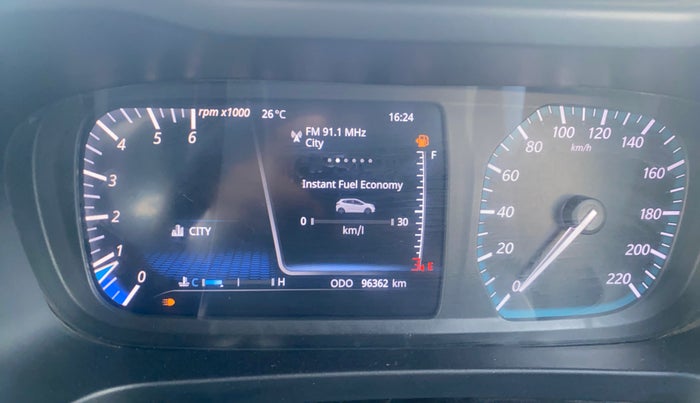 rpm x1000
26 °C
16:24
FM 91.1 MHz
City
Instant Fuel Economy
0 30
km/l
F
E
CITY
C H
ODO 96362 km
0 1 2 3 4 5 6
0 20 40 60 80 100 120 140 160 180 200 220
km/h